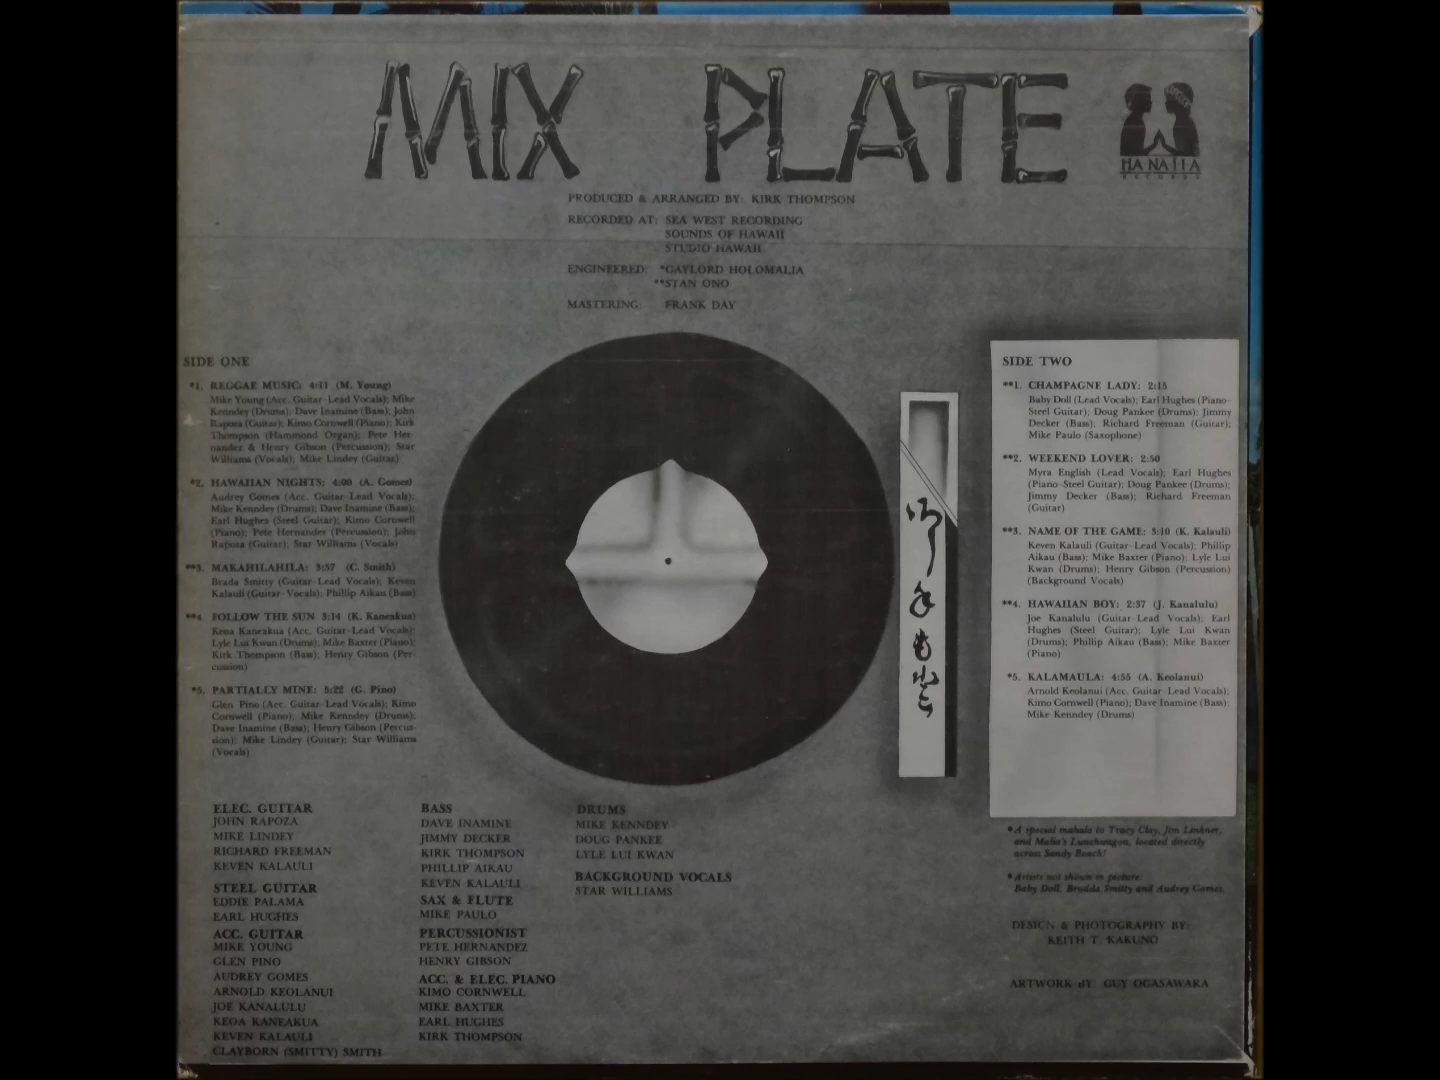 MIX PLATE
HA NA IIA
RECORDS
PRODUCED & ARRANGED BY: KIRK THOMPSON
RECORDED AT: SEA WEST RECORDING
SOUNDS OF HAWAII
STUDIO HAWAII
ENGINEERED: *GAYLORD HOLOMALIA
**STAN ONO
MASTERING: FRANK DAY
SIDE ONE
*1. REGGAE MUSIC: 4:11 (M. Young)
Mike Young (Acc. Guitar-Lead Vocals); Mike
Kenndey (Drums); Dave Inamine (Bass); John
Rapoza (Guitar); Kimo Cornwell (Piano); Kirk
Thompson (Hammond Organ); Pete Her-
nandez & Henry Gibson (Percussion); Star
Williams (Vocals); Mike Lindey (Guitar)
*2. HAWAIIAN NIGHTS: 4:00 (A. Gomes)
Audrey Gomes (Acc. Guitar-Lead Vocals);
Mike Kenndey (Drums); Dave Inamine (Bass);
Earl Hughes (Steel Guitar); Kimo Cornwell
(Piano); Pete Hernander (Percussion); John
Rapoza (Guitar); Star Williams (Vocals)
**3. MAKAHILAHILA: 3:57 (C. Smith)
Brada Smitty (Guitar-Lead Vocals); Keven
Kalauli (Guitar-Vocals); Phillip Aikau (Bass)
**4. FOLLOW THE SUN 3:14 (K. Kaneakua)
Keoa Kaneakua (Acc. Guitar-Lead Vocals);
Lyle Lui Kwan (Drums); Mike Baxter (Piano);
Kirk Thompson (Bass); Henry Gibson (Per-
cussion)
*5. PARTIALLY MINE: 5:22 (G. Pino)
Glen Pino (Acc. Guitar-Lead Vocals); Kimo
Cornwell (Piano); Mike Kenndey (Drums);
Dave Inamine (Bass); Henry Gibson (Percus-
sion); Mike Lindey (Guitar); Star Williams
(Vocals)
SIDE TWO
**1. CHAMPAGNE LADY: 2:15
Baby Doll (Lead Vocals); Earl Hughes (Piano-
Steel Guitar); Doug Pankee (Drums); Jimmy
Decker (Bass); Richard Freeman (Guitar);
Mike Paulo (Saxophone)
**2. WEEKEND LOVER: 2:50
Myra English (Lead Vocals); Earl Hughes
(Piano-Steel Guitar); Doug Pankee (Drums);
Jimmy Decker (Bass); Richard Freeman
(Guitar)
**3. NAME OF THE GAME: 3:10 (K. Kalauli)
Keven Kalauli (Guitar-Lead Vocals); Phillip
Aikau (Bass); Mike Baxter (Piano); Lyle Lui
Kwan (Drums); Henry Gibson (Percussion)
(Background Vocals)
**4. HAWAIIAN BOY: 2:37 (J. Kanalulu)
Joe Kanalulu (Guitar-Lead Vocals); Earl
Hughes (Steel Guitar); Lyle Lui Kwan
(Drums); Phillip Aikau (Bass); Mike Baxter
(Piano)
*5. KALAMAULA: 4:55 (A. Keolanui)
Arnold Keolanui (Acc. Guitar-Lead Vocals);
Kimo Cornwell (Piano); Dave Inamine (Bass);
Mike Kenndey (Drums)
ELEC. GUITAR
JOHN RAPOZA
MIKE LINDEY
RICHARD FREEMAN
KEVEN KALAULI
STEEL GUITAR
EDDIE PALAMA
EARL HUGHES
ACC. GUITAR
MIKE YOUNG
GLEN PINO
AUDREY GOMES
ARNOLD KEOLANUI
JOE KANALULU
KEOA KANEAKUA
KEVEN KALAULI
CLAYBORN (SMITTY) SMITH
BASS
DAVE INAMINE
JIMMY DECKER
KIRK THOMPSON
PHILLIP AIKAU
KEVEN KALAULI
SAX & FLUTE
MIKE PAULO
PERCUSSIONIST
PETE HERNANDEZ
HENRY GIBSON
ACC. & ELEC. PIANO
KIMO CORNWELL
MIKE BAXTER
EARL HUGHES
KIRK THOMPSON
DRUMS
MIKE KENNDEY
DOUG PANKEE
LYLE LUI KWAN
BACKGROUND VOCALS
STAR WILLIAMS
*A special mahalo to Tracy Clay, Jim Linkner,
and Malia's Lunchwagon, located directly
across Sandy Beach!
*Artists not shown in picture:
Baby Doll, Brudda Smitty and Audrey Gomes.
DESIGN & PHOTOGRAPHY BY:
KEITH T. KAKUNO
ARTWORK BY: GUY OGASAWARA